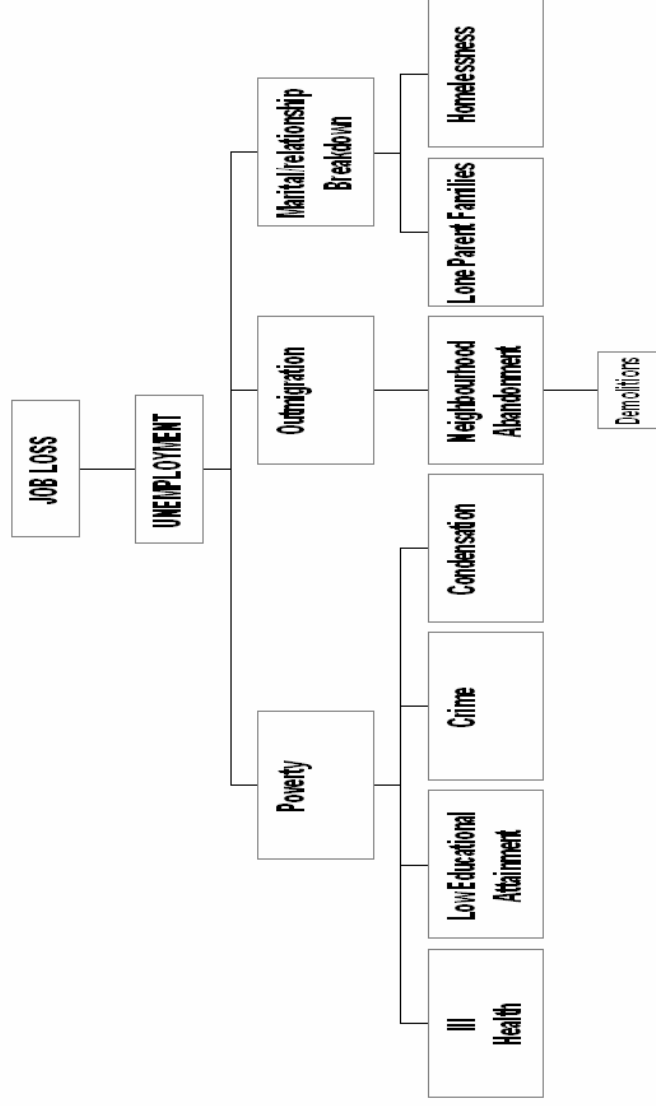 JOB LOSS
UNEMPLOYMENT
Poverty
Outmigration
Marital/relationship
Breakdown
Ill
Health
Low Educational
Attainment
Crime
Condensation
Neighbourhood
Abandonment
Lone Parent Families
Homelessness
Demolitions